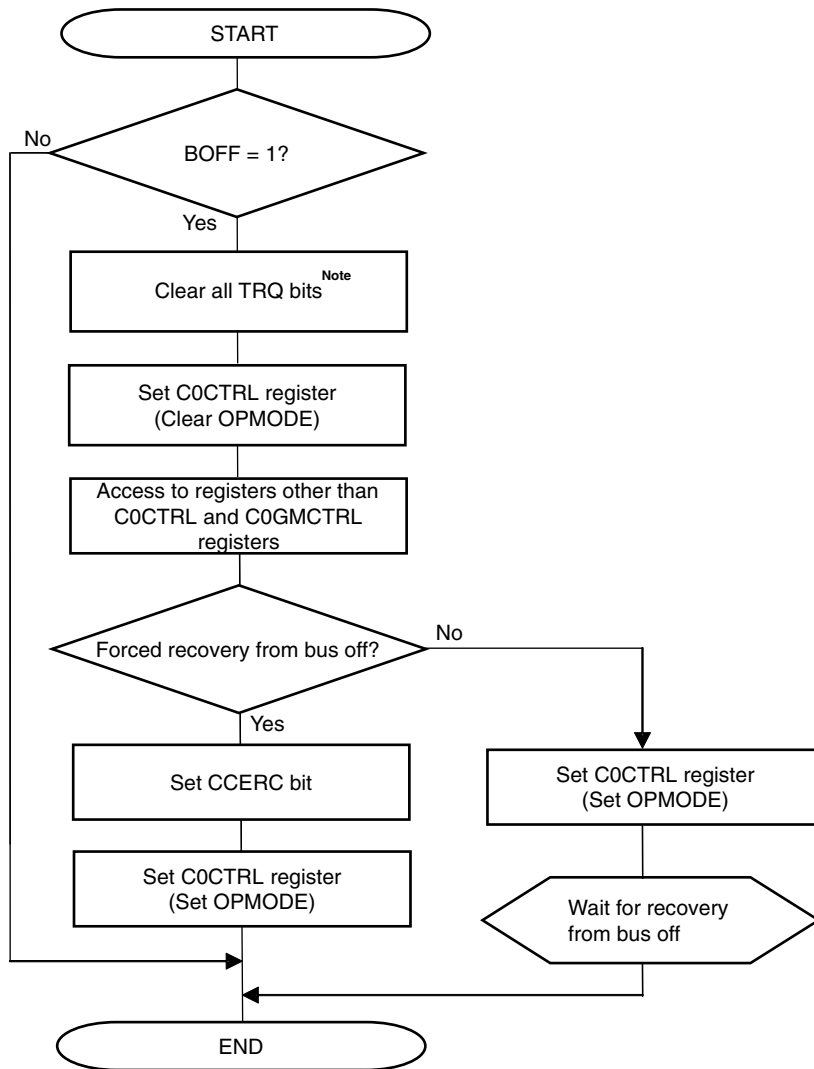 START
No
BOFF = 1?
Yes
Clear all TRQ bits Note
Set C0CTRL register
(Clear OPMODE)
Access to registers other than
C0CTRL and C0GMCTRL
registers
Forced recovery from bus off?
No
Yes
Set CCERC bit
Set C0CTRL register
(Set OPMODE)
Set C0CTRL register
(Set OPMODE)
Wait for recovery
from bus off
END